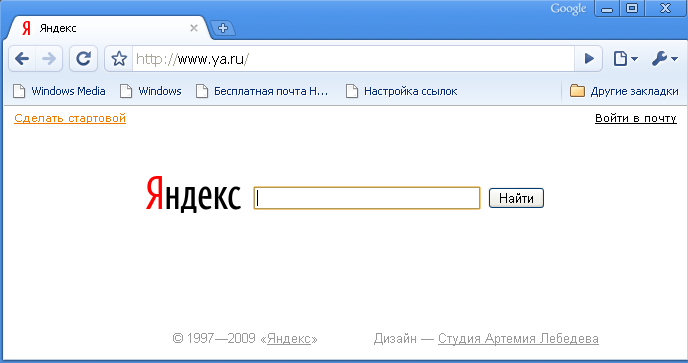 Google
Яндекс
http://www.ya.ru/
Windows Media Windows Бесплатная почта H... Настройка ссылок Другие закладки
Сделать стартовой Войти в почту
Яндекс Найти
© 1997—2009 «Яндекс» Дизайн — Студия Артемия Лебедева